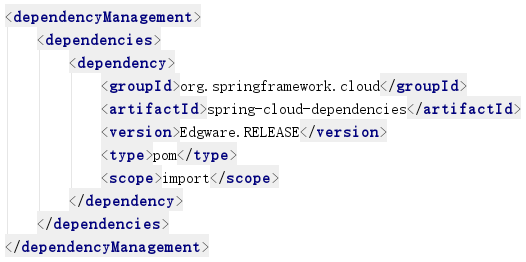 <dependencyManagement>
    <dependencies>
        <dependency>
            <groupId>org.springframework.cloud</groupId>
            <artifactId>spring-cloud-dependencies</artifactId>
            <version>Edgware.RELEASE</version>
            <type>pom</type>
            <scope>import</scope>
        </dependency>
    </dependencies>
</dependencyManagement>